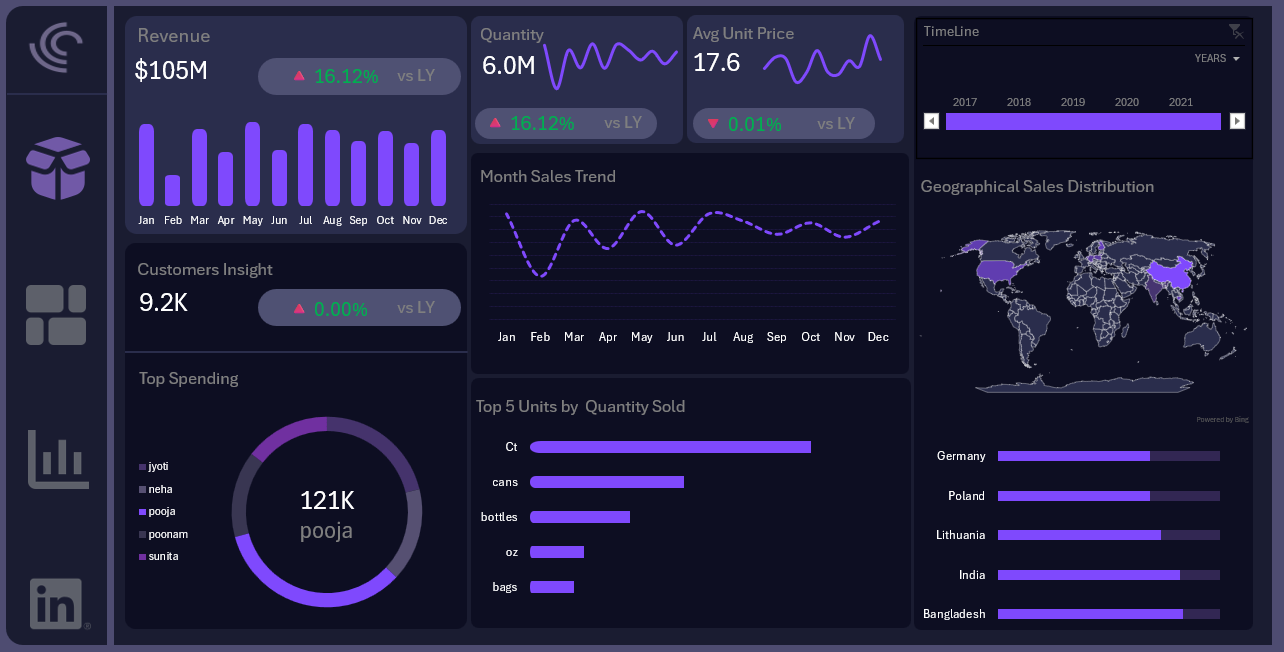 Revenue
$105M
▲ 16.12% vs LY
Jan Feb Mar Apr May Jun Jul Aug Sep Oct Nov Dec
Quantity
6.0M
▲ 16.12% vs LY
Avg Unit Price
17.6
▼ 0.01% vs LY
TimeLine
YEARS
2017 2018 2019 2020 2021
Customers Insight
9.2K
▲ 0.00% vs LY
Month Sales Trend
Jan Feb Mar Apr May Jun Jul Aug Sep Oct Nov Dec
Geographical Sales Distribution
Powered by Bing
Top Spending
jyoti
neha
pooja
poonam
sunita
121K
pooja
Top 5 Units by Quantity Sold
Ct
cans
bottles
oz
bags
Germany
Poland
Lithuania
India
Bangladesh
in®